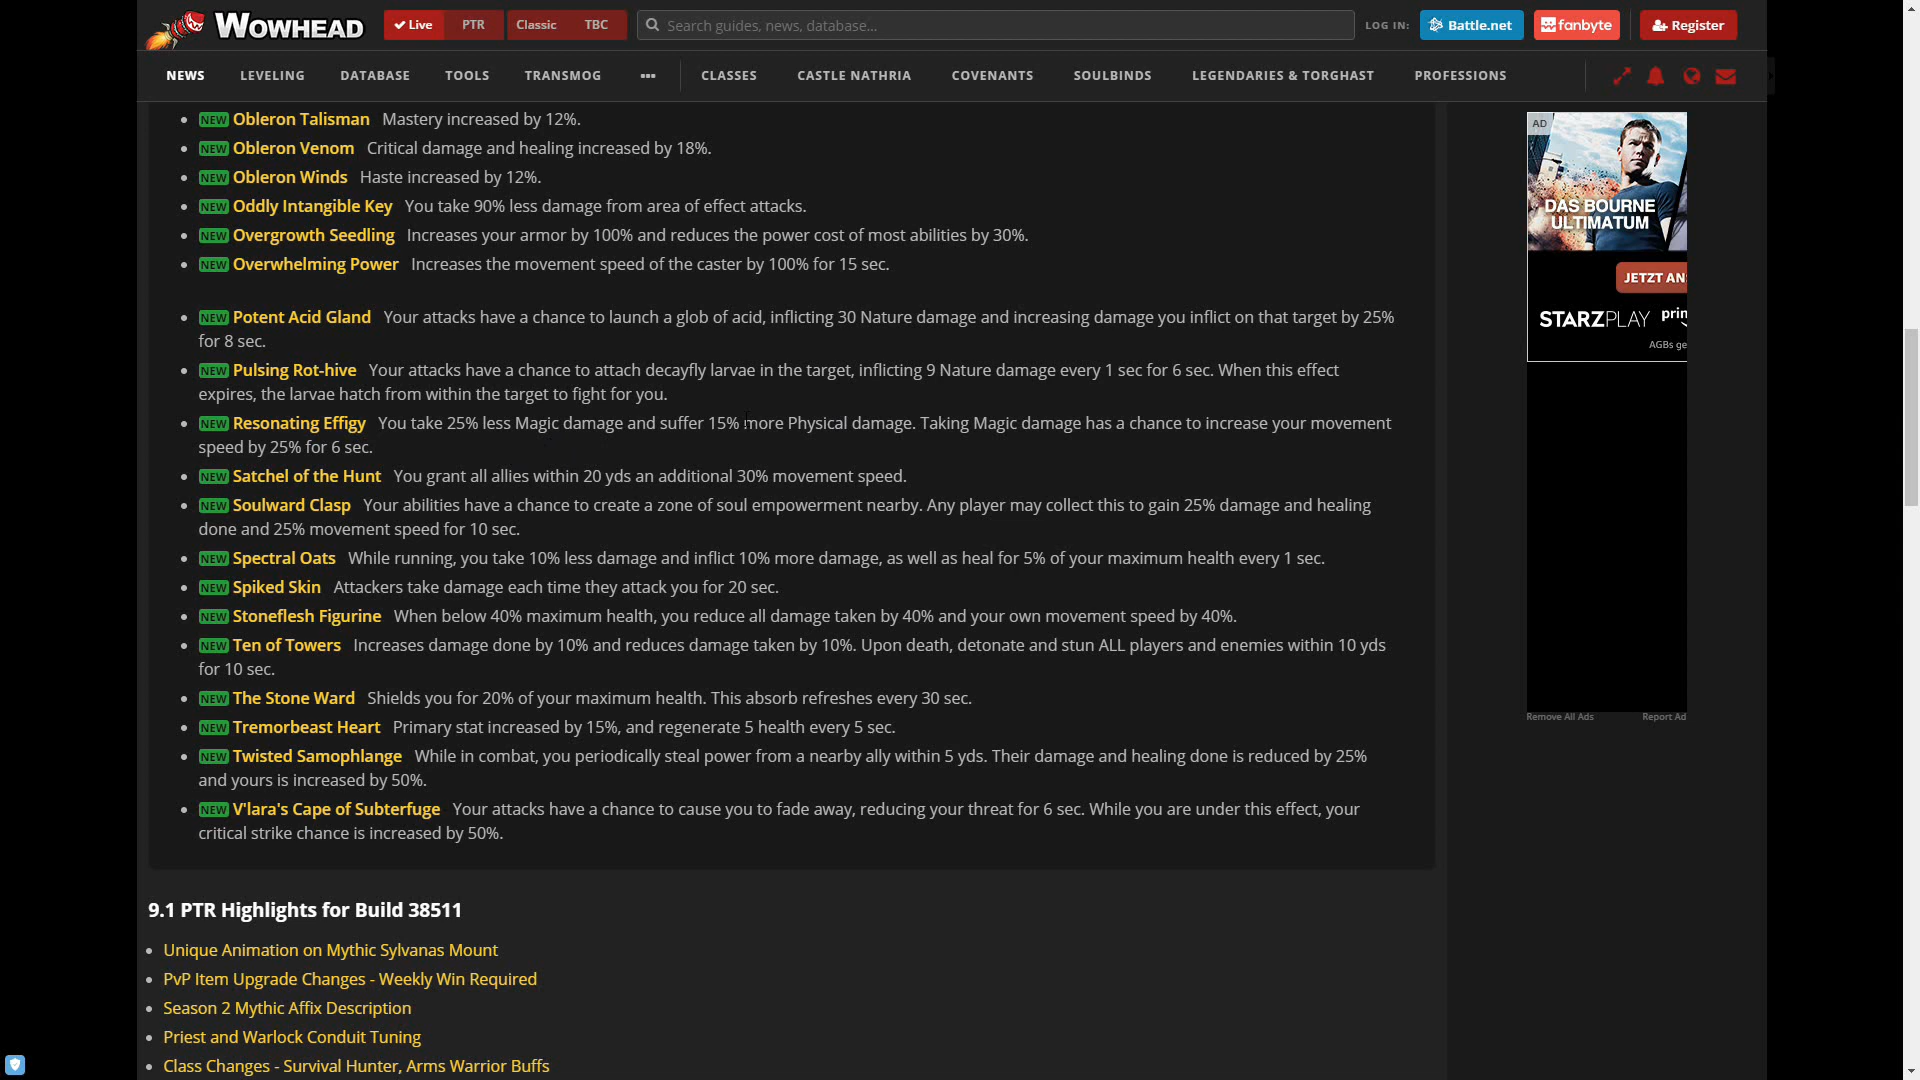 WOWHEAD
Live
PTR
Classic
TBC
Search guides, news, database...
LOG IN:
Battle.net
fanbyte
Register
NEWS
LEVELING
DATABASE
TOOLS
TRANSMOG
CLASSES
CASTLE NATHRIA
COVENANTS
SOULBINDS
LEGENDARIES & TORGHAST
PROFESSIONS
NEW Obleron Talisman Mastery increased by 12%.
NEW Obleron Venom Critical damage and healing increased by 18%.
NEW Obleron Winds Haste increased by 12%.
NEW Oddly Intangible Key You take 90% less damage from area of effect attacks.
NEW Overgrowth Seedling Increases your armor by 100% and reduces the power cost of most abilities by 30%.
NEW Overwhelming Power Increases the movement speed of the caster by 100% for 15 sec.
NEW Potent Acid Gland Your attacks have a chance to launch a glob of acid, inflicting 30 Nature damage and increasing damage you inflict on that target by 25%
for 8 sec.
NEW Pulsing Rot-hive Your attacks have a chance to attach decayfly larvae in the target, inflicting 9 Nature damage every 1 sec for 6 sec. When this effect
expires, the larvae hatch from within the target to fight for you.
NEW Resonating Effigy You take 25% less Magic damage and suffer 15% more Physical damage. Taking Magic damage has a chance to increase your movement
speed by 25% for 6 sec.
NEW Satchel of the Hunt You grant all allies within 20 yds an additional 30% movement speed.
NEW Soulward Clasp Your abilities have a chance to create a zone of soul empowerment nearby. Any player may collect this to gain 25% damage and healing
done and 25% movement speed for 10 sec.
NEW Spectral Oats While running, you take 10% less damage and inflict 10% more damage, as well as heal for 5% of your maximum health every 1 sec.
NEW Spiked Skin Attackers take damage each time they attack you for 20 sec.
NEW Stoneflesh Figurine When below 40% maximum health, you reduce all damage taken by 40% and your own movement speed by 40%.
NEW Ten of Towers Increases damage done by 10% and reduces damage taken by 10%. Upon death, detonate and stun ALL players and enemies within 10 yds
for 10 sec.
NEW The Stone Ward Shields you for 20% of your maximum health. This absorb refreshes every 30 sec.
NEW Tremorbeast Heart Primary stat increased by 15%, and regenerate 5 health every 5 sec.
NEW Twisted Samophlange While in combat, you periodically steal power from a nearby ally within 5 yds. Their damage and healing done is reduced by 25%
and yours is increased by 50%.
NEW V'lara's Cape of Subterfuge Your attacks have a chance to cause you to fade away, reducing your threat for 6 sec. While you are under this effect, your
critical strike chance is increased by 50%.
9.1 PTR Highlights for Build 38511
Unique Animation on Mythic Sylvanas Mount
PvP Item Upgrade Changes - Weekly Win Required
Season 2 Mythic Affix Description
Priest and Warlock Conduit Tuning
Class Changes - Survival Hunter, Arms Warrior Buffs
AD
DAS BOURNE
ULTIMATUM
JETZT AN
STARZPLAY prin
AGBs ge
Remove All Ads
Report Ad